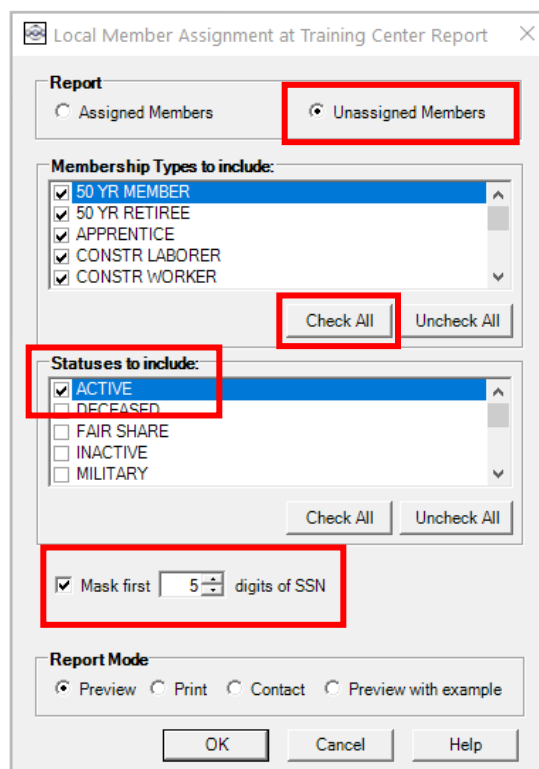 Local Member Assignment at Training Center Report
Report
Assigned Members Unassigned Members
Membership Types to include:
50 YR MEMBER
50 YR RETIREE
APPRENTICE
CONSTR LABORER
CONSTR WORKER
Check All Uncheck All
Statuses to include:
ACTIVE
DECEASED
FAIR SHARE
INACTIVE
MILITARY
Check All Uncheck All
Mask first 5 digits of SSN
Report Mode
Preview Print Contact Preview with example
OK Cancel Help